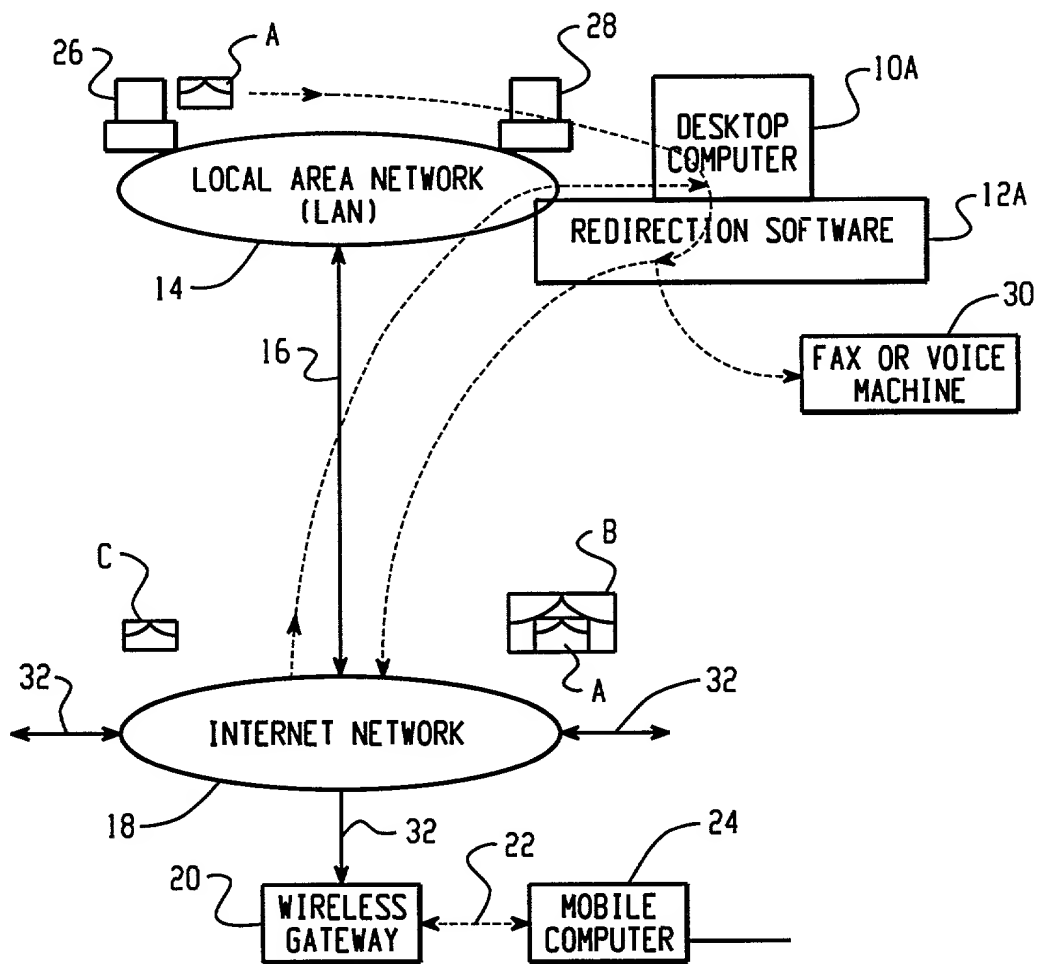 26
A
28
10A
DESKTOP
COMPUTER
LOCAL AREA NETWORK
(LAN)
12A
REDIRECTION SOFTWARE
14
30
16
FAX OR VOICE
MACHINE
C
B
A
32
32
INTERNET NETWORK
18
32
22
24
20
WIRELESS
GATEWAY
MOBILE
COMPUTER